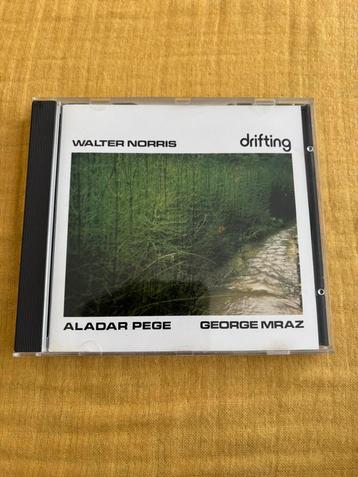 WALTER NORRIS drifting
ALADAR PEGE GEORGE MRAZ